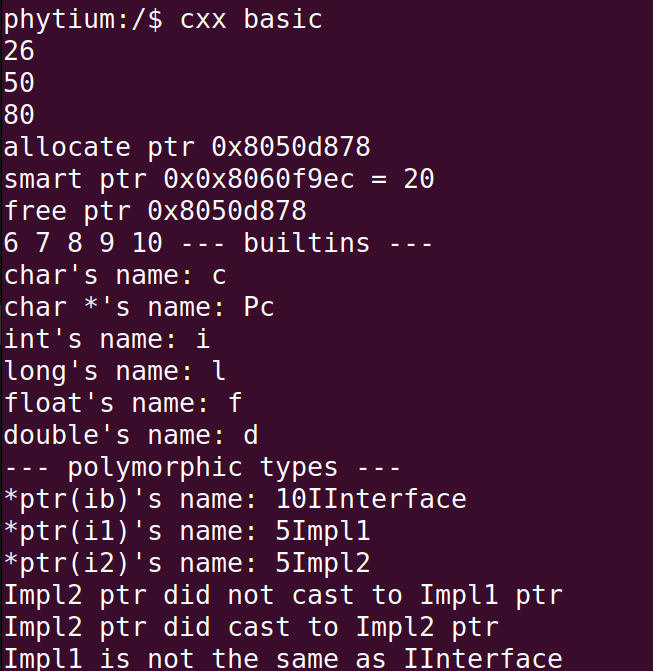 phytium:/$ cxx basic
26
50
80
allocate ptr 0x8050d878
smart ptr 0x0x8060f9ec = 20
free ptr 0x8050d878
6 7 8 9 10 --- builtins ---
char's name: c
char *'s name: Pc
int's name: i
long's name: l
float's name: f
double's name: d
--- polymorphic types ---
*ptr(ib)'s name: 10IInterface
*ptr(i1)'s name: 5Impl1
*ptr(i2)'s name: 5Impl2
Impl2 ptr did not cast to Impl1 ptr
Impl2 ptr did cast to Impl2 ptr
Impl1 is not the same as IInterface